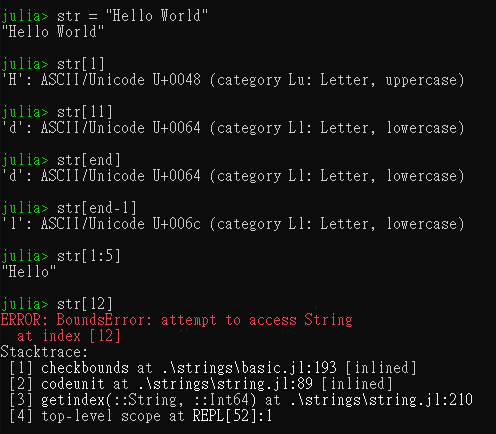 julia> str = "Hello World"
"Hello World"
julia> str[1]
'H': ASCII/Unicode U+0048 (category Lu: Letter, uppercase)
julia> str[11]
'd': ASCII/Unicode U+0064 (category Ll: Letter, lowercase)
julia> str[end]
'd': ASCII/Unicode U+0064 (category Ll: Letter, lowercase)
julia> str[end-1]
'l': ASCII/Unicode U+006c (category Ll: Letter, lowercase)
julia> str[1:5]
"Hello"
julia> str[12]
ERROR: BoundsError: attempt to access String
  at index [12]
Stacktrace:
 [1] checkbounds at .\strings\basic.jl:193 [inlined]
 [2] codeunit at .\strings\string.jl:89 [inlined]
 [3] getindex(::String, ::Int64) at .\strings\string.jl:210
 [4] top-level scope at REPL[52]:1